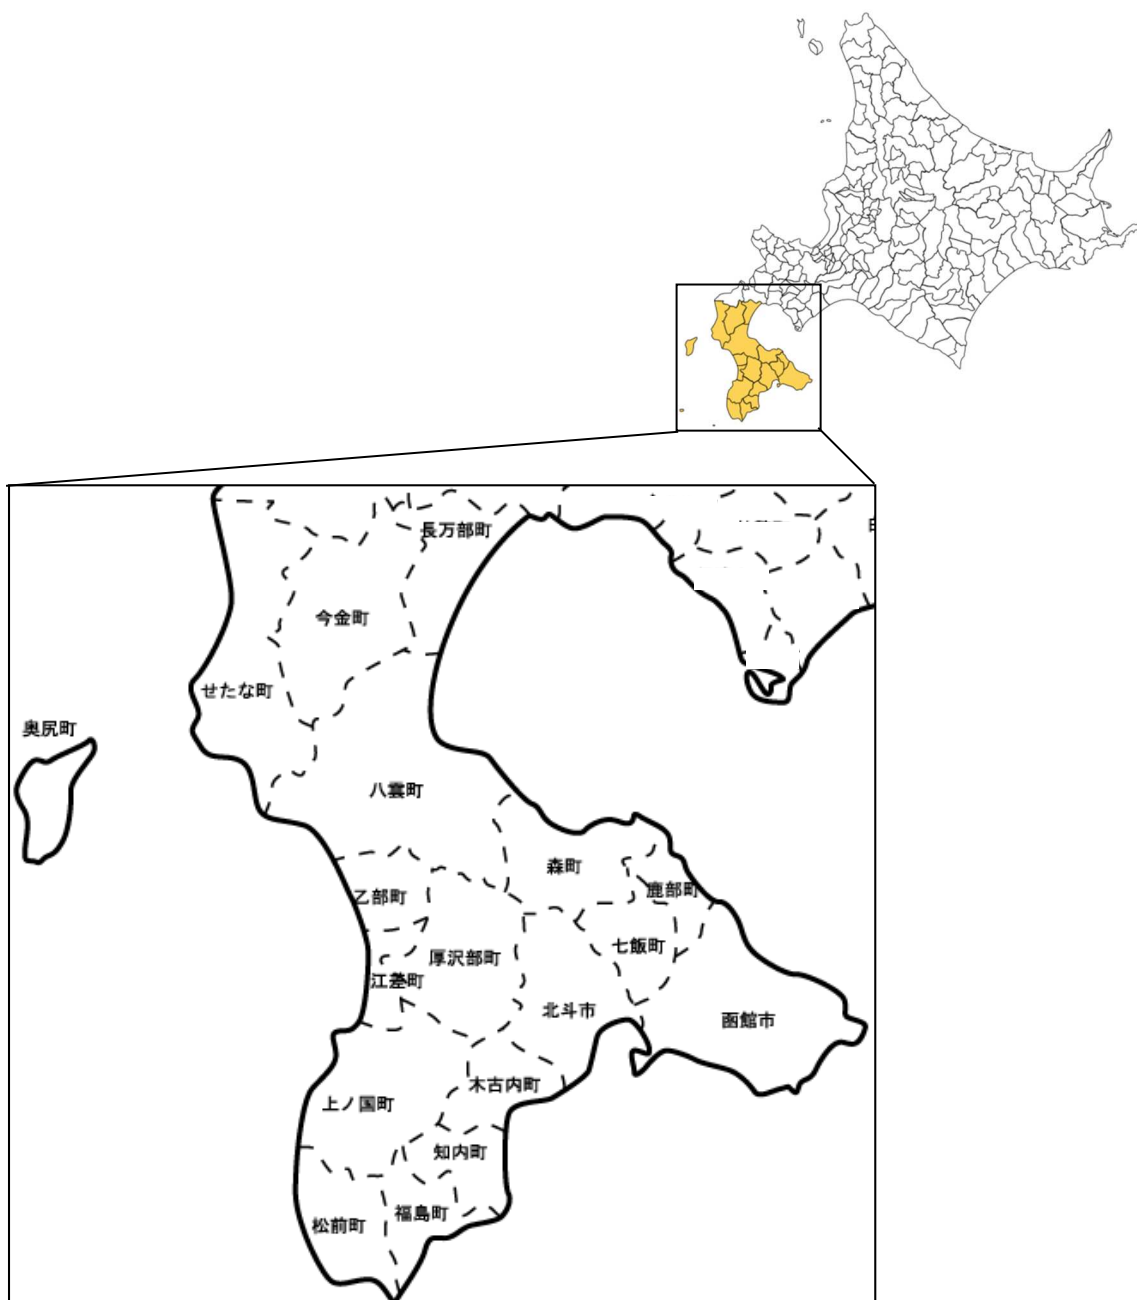 長万部町
今金町
せたな町
奥尻町
八雲町
森町
鹿部町
乙部町
七飯町
厚沢部町
江差町
北斗市
函館市
木古内町
上ノ国町
知内町
福島町
松前町